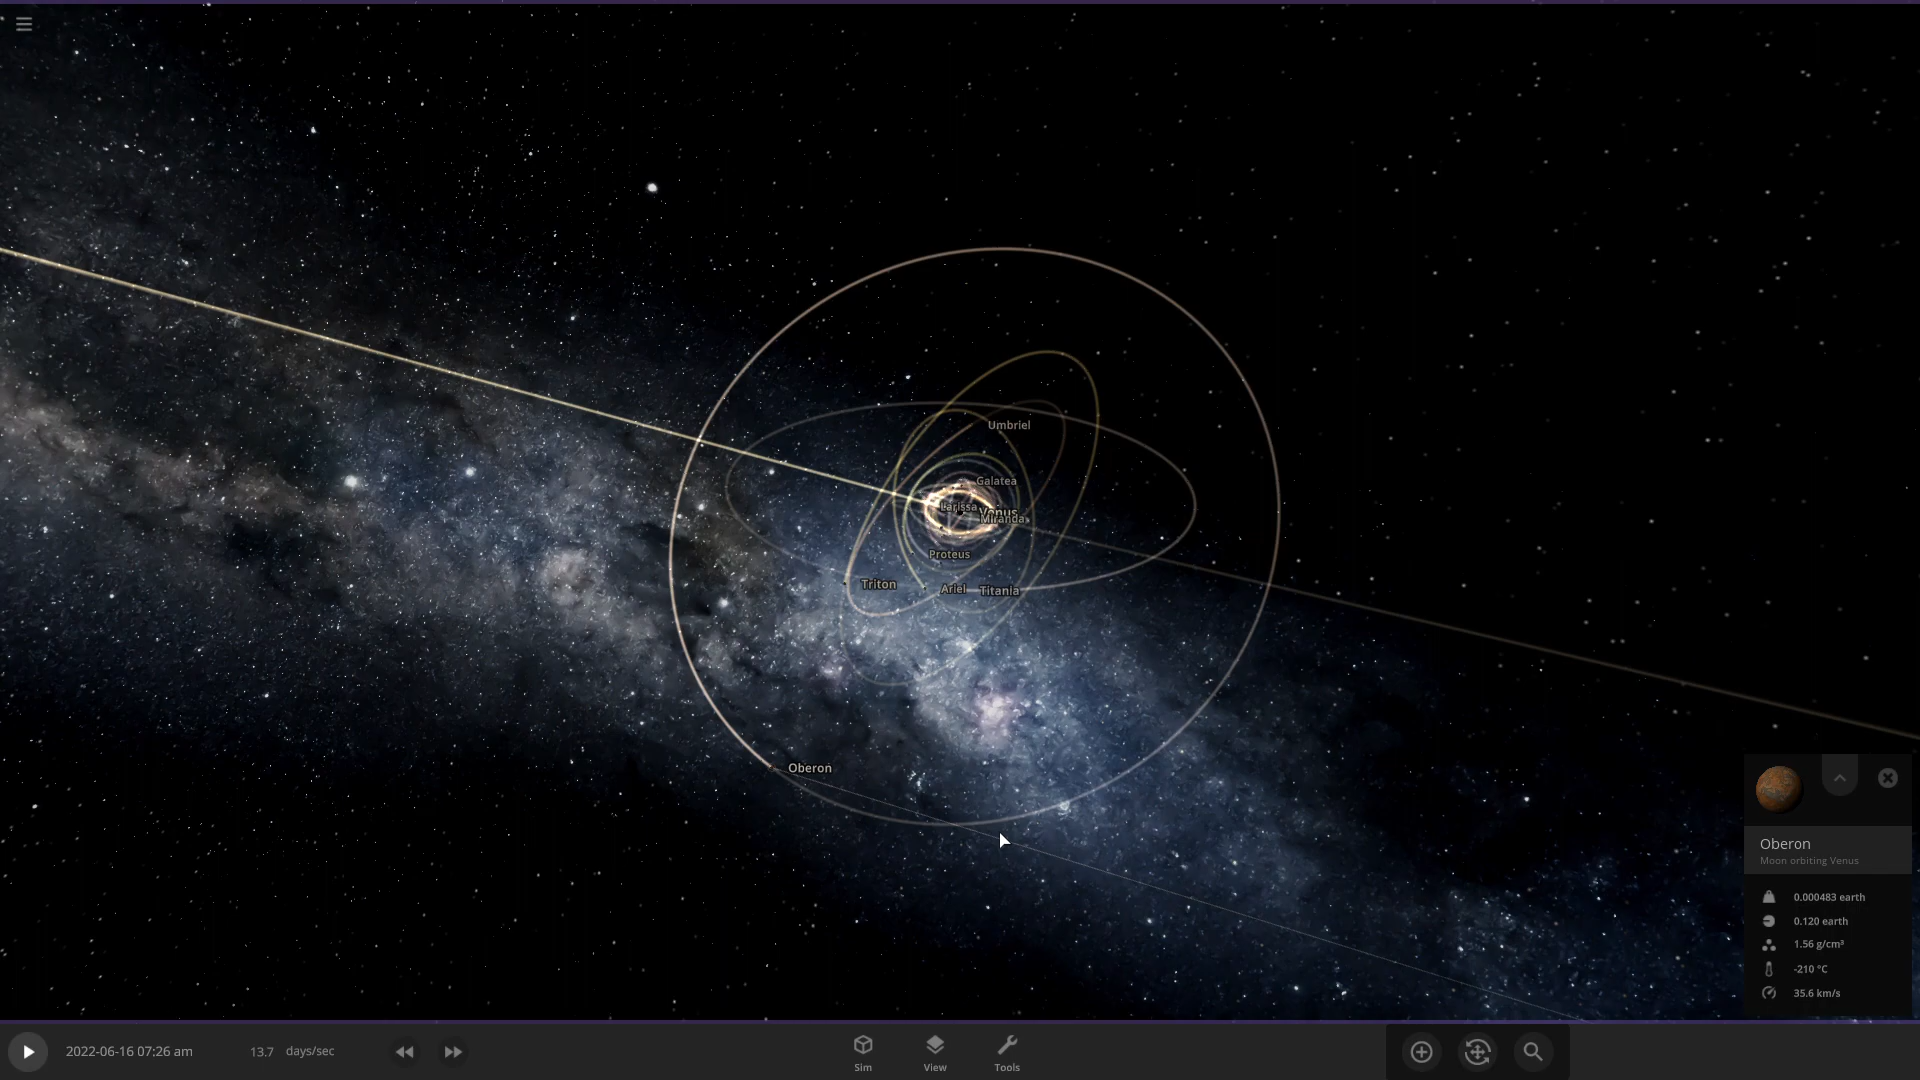 Umbriel
Galatea
Larissa
Venus
Miranda
Proteus
Triton
Ariel
Titania
Oberon
Oberon
Moon orbiting Venus
0.000483 earth
0.120 earth
1.56 g/cm³
-210 °C
35.6 km/s
2022-06-16 07:26 am
13.7 days/sec
Sim
View
Tools